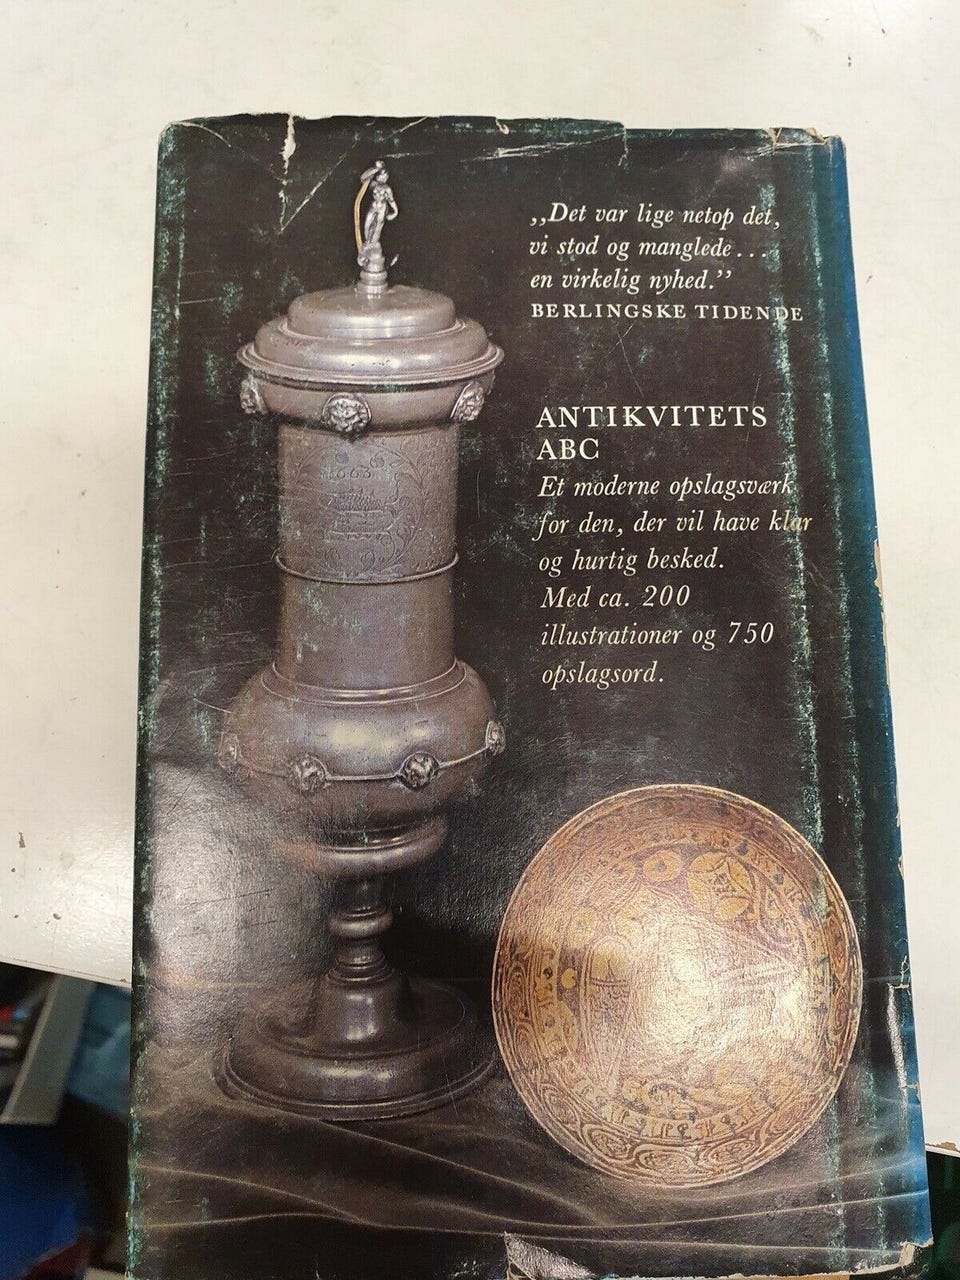 „Det var lige netop det,
vi stod og manglede...
en virkelig nyhed.”
BERLINGSKE TIDENDE
ANTIKVITETS
ABC
Et moderne opslagsværk
for den, der vil have klar
og hurtig besked.
Med ca. 200
illustrationer og 750
opslagsord.